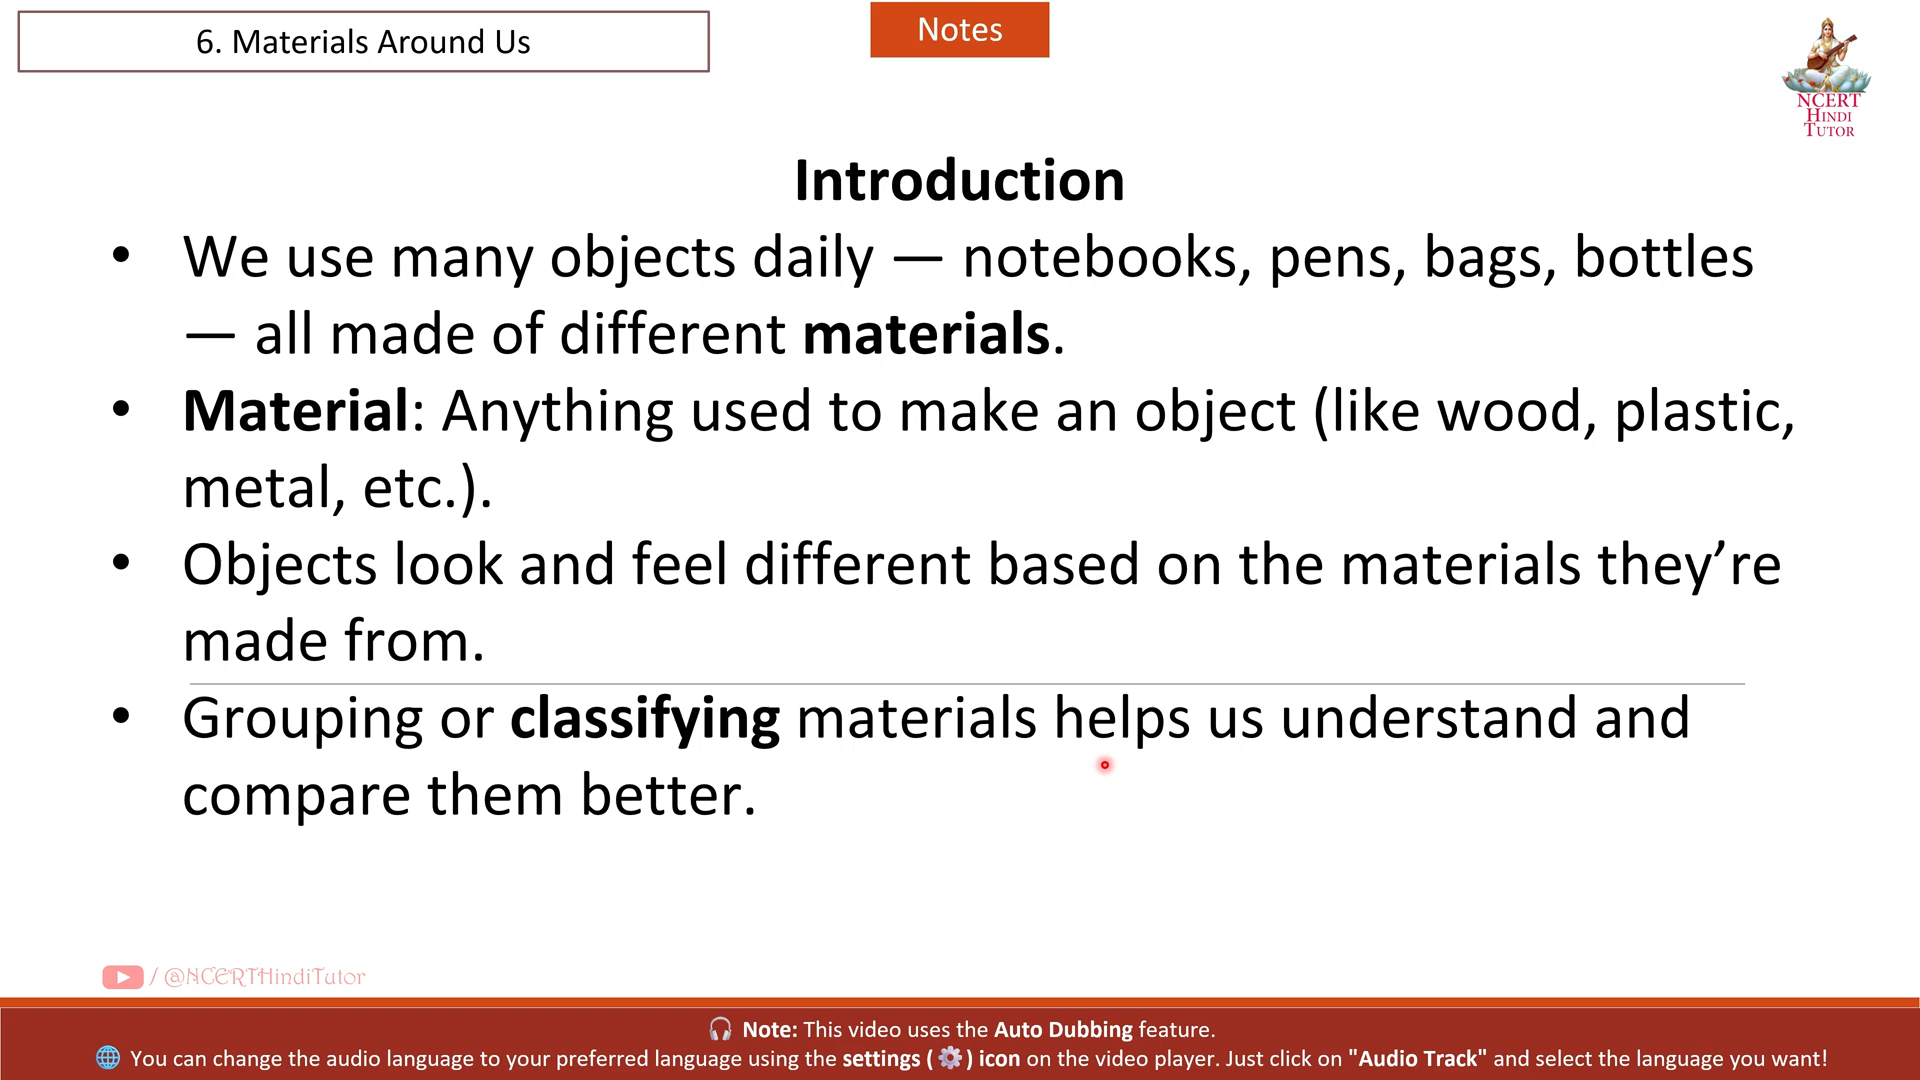 6. Materials Around Us
Notes
NCERT
HINDI
TUTOR
Introduction
• We use many objects daily — notebooks, pens, bags, bottles
— all made of different materials.
• Material: Anything used to make an object (like wood, plastic,
metal, etc.).
• Objects look and feel different based on the materials they’re
made from.
• Grouping or classifying materials helps us understand and
compare them better.
/ @NCERTHindiTutor
🎧 Note: This video uses the Auto Dubbing feature.
🌐 You can change the audio language to your preferred language using the settings ( ⚙️ ) icon on the video player. Just click on "Audio Track" and select the language you want!